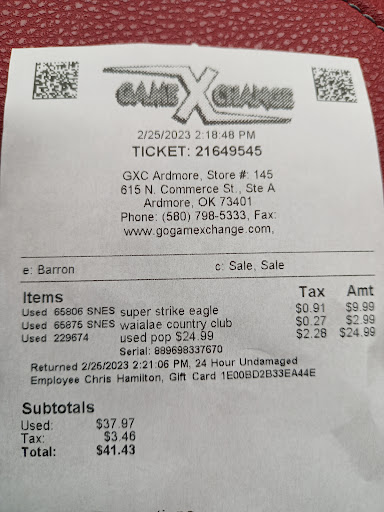 GAME X CHANGE
2/25/2023 2:18:48 PM
TICKET: 21649545
GXC Ardmore, Store #: 145
615 N. Commerce St., Ste A
Ardmore, OK 73401
Phone: (580) 798-5333, Fax:
www.gogamexchange.com,
e: Barron c: Sale, Sale
Items Tax Amt
Used 65806 SNES super strike eagle $0.91 $9.99
Used 65875 SNES waialae country club $0.27 $2.99
Used 229674 used pop $24.99 $2.28 $24.99
Serial: 889698337670
Returned 2/25/2023 2:21:06 PM, 24 Hour Undamaged
Employee Chris Hamilton, Gift Card 1E00BD2B33EA44E
Subtotals
Used: $37.97
Tax: $3.46
Total: $41.43